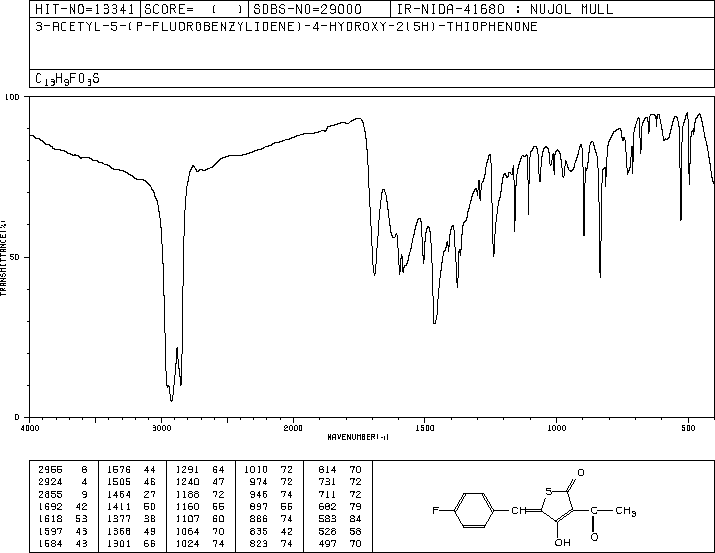 HIT-NO=13341 SCORE= ( ) SDBS-NO=29000 IR-NIDA-41680 : NUJOL MULL
3-ACETYL-5-(P-FLUOROBENZYLIDENE)-4-HYDROXY-2(5H)-THIOPHENONE
C13H9FO3S
100
50
0
TRANSMITTANCE(%)
4000 3000 2000 1500 1000 500
WAVENUMBER(-1)
2956 8 1576 44 1291 64 1010 72 814 70
2924 4 1505 46 1240 47 974 72 731 72
2855 9 1464 27 1188 72 946 74 711 72
1692 42 1411 50 1160 55 897 55 682 79
1618 53 1377 38 1107 60 886 74 583 84
1597 43 1368 49 1064 70 835 42 528 58
1584 43 1301 66 1024 74 823 74 497 70
O
S
F CH C CH3
OH O